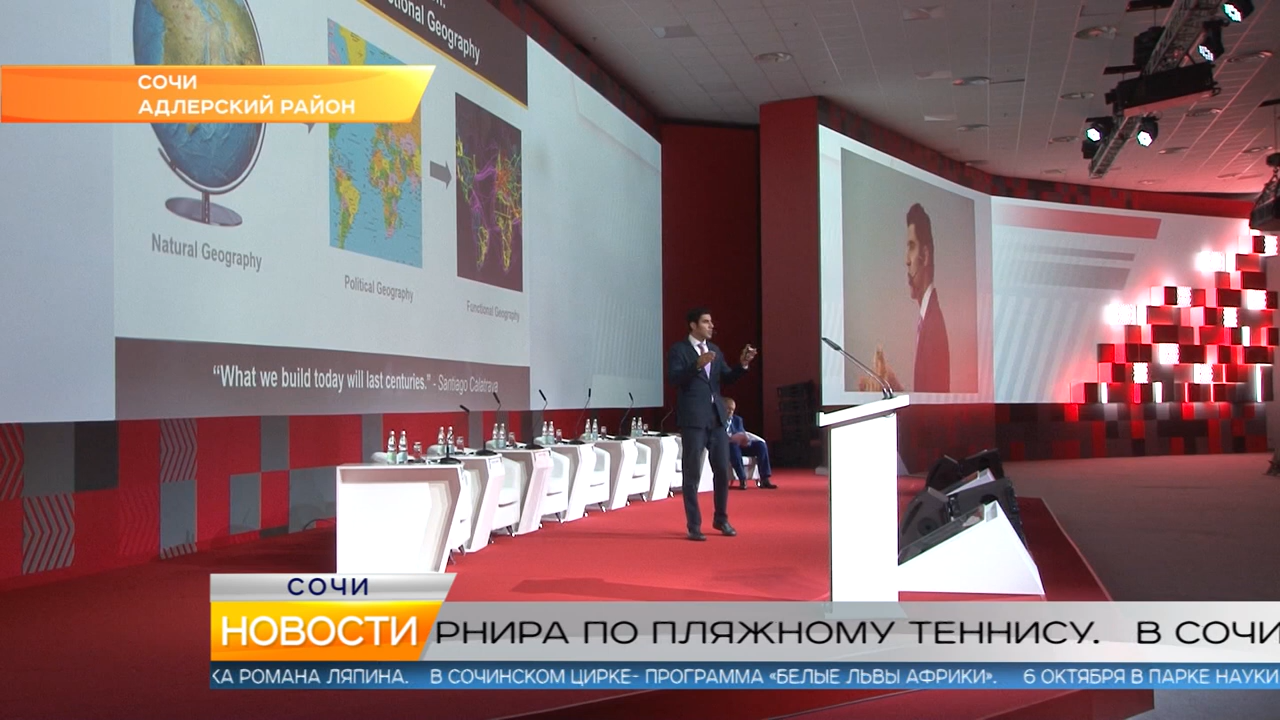 ctional Geography
СОЧИ
АДЛЕРСКИЙ РАЙОН
Natural Geography
Political Geography
Functional Geography
“What we build today will last centuries.” - Santiago Calatrava
СОЧИ
НОВОСТИ
РНИРА ПО ПЛЯЖНОМУ ТЕННИСУ. В СОЧИ
КА РОМАНА ЛЯПИНА. В СОЧИНСКОМ ЦИРКЕ- ПРОГРАММА «БЕЛЫЕ ЛЬВЫ АФРИКИ». 6 ОКТЯБРЯ В ПАРКЕ НАУКИ